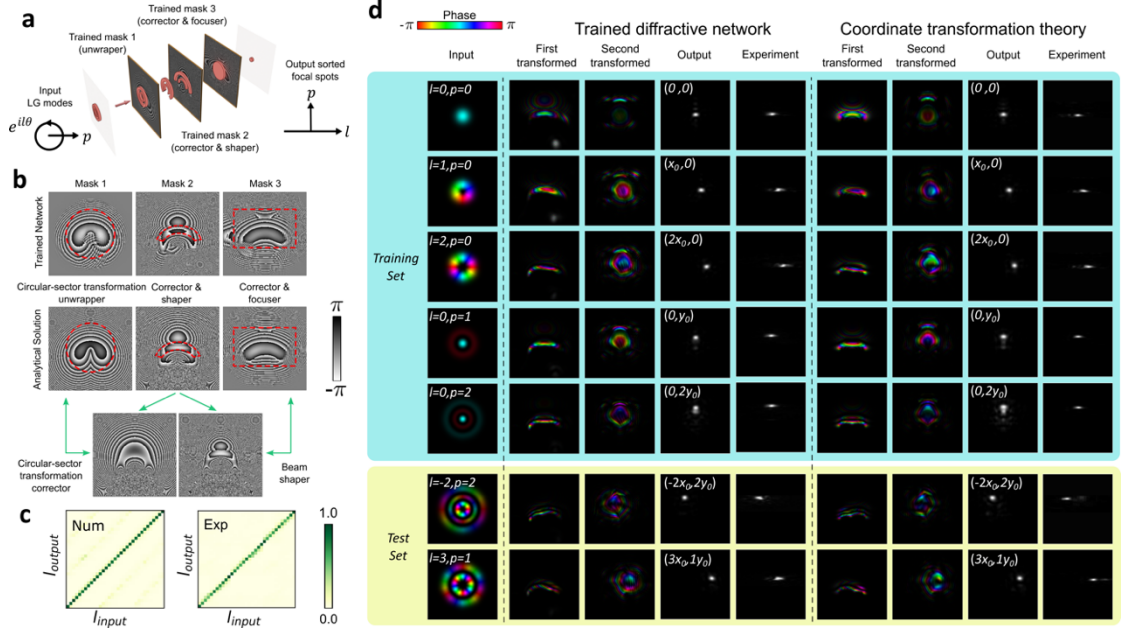 a
Trained mask 3
(corrector & focuser)
Trained mask 1
(unwraper)
Output sorted
focal spots
Input
LG modes
e^{ilθ}
p
Trained mask 2
(corrector & shaper)
p
l
b
Mask 1
Mask 2
Mask 3
Trained Network
Circular-sector transformation
unwrapper
Corrector &
shaper
Corrector &
focuser
Analytical Solution
π
-π
Circular-sector
transformation
corrector
Beam
shaper
c
Num
Exp
l_output
l_input
l_output
l_input
1.0
0.0
d
Phase
-π
π
Trained diffractive network
Coordinate transformation theory
Input
First
transformed
Second
transformed
Output
Experiment
First
transformed
Second
transformed
Output
Experiment
Training
Set
l=0,p=0
(0 ,0)
(0 ,0)
l=1,p=0
(x₀,0)
(x₀,0)
l=2,p=0
(2x₀,0)
(2x₀,0)
l=0,p=1
(0,y₀)
(0,y₀)
l=0,p=2
(0,2y₀)
(0,2y₀)
Test
Set
l=-2,p=2
(-2x₀,2y₀)
(-2x₀,2y₀)
l=3,p=1
(3x₀,1y₀)
(3x₀,1y₀)